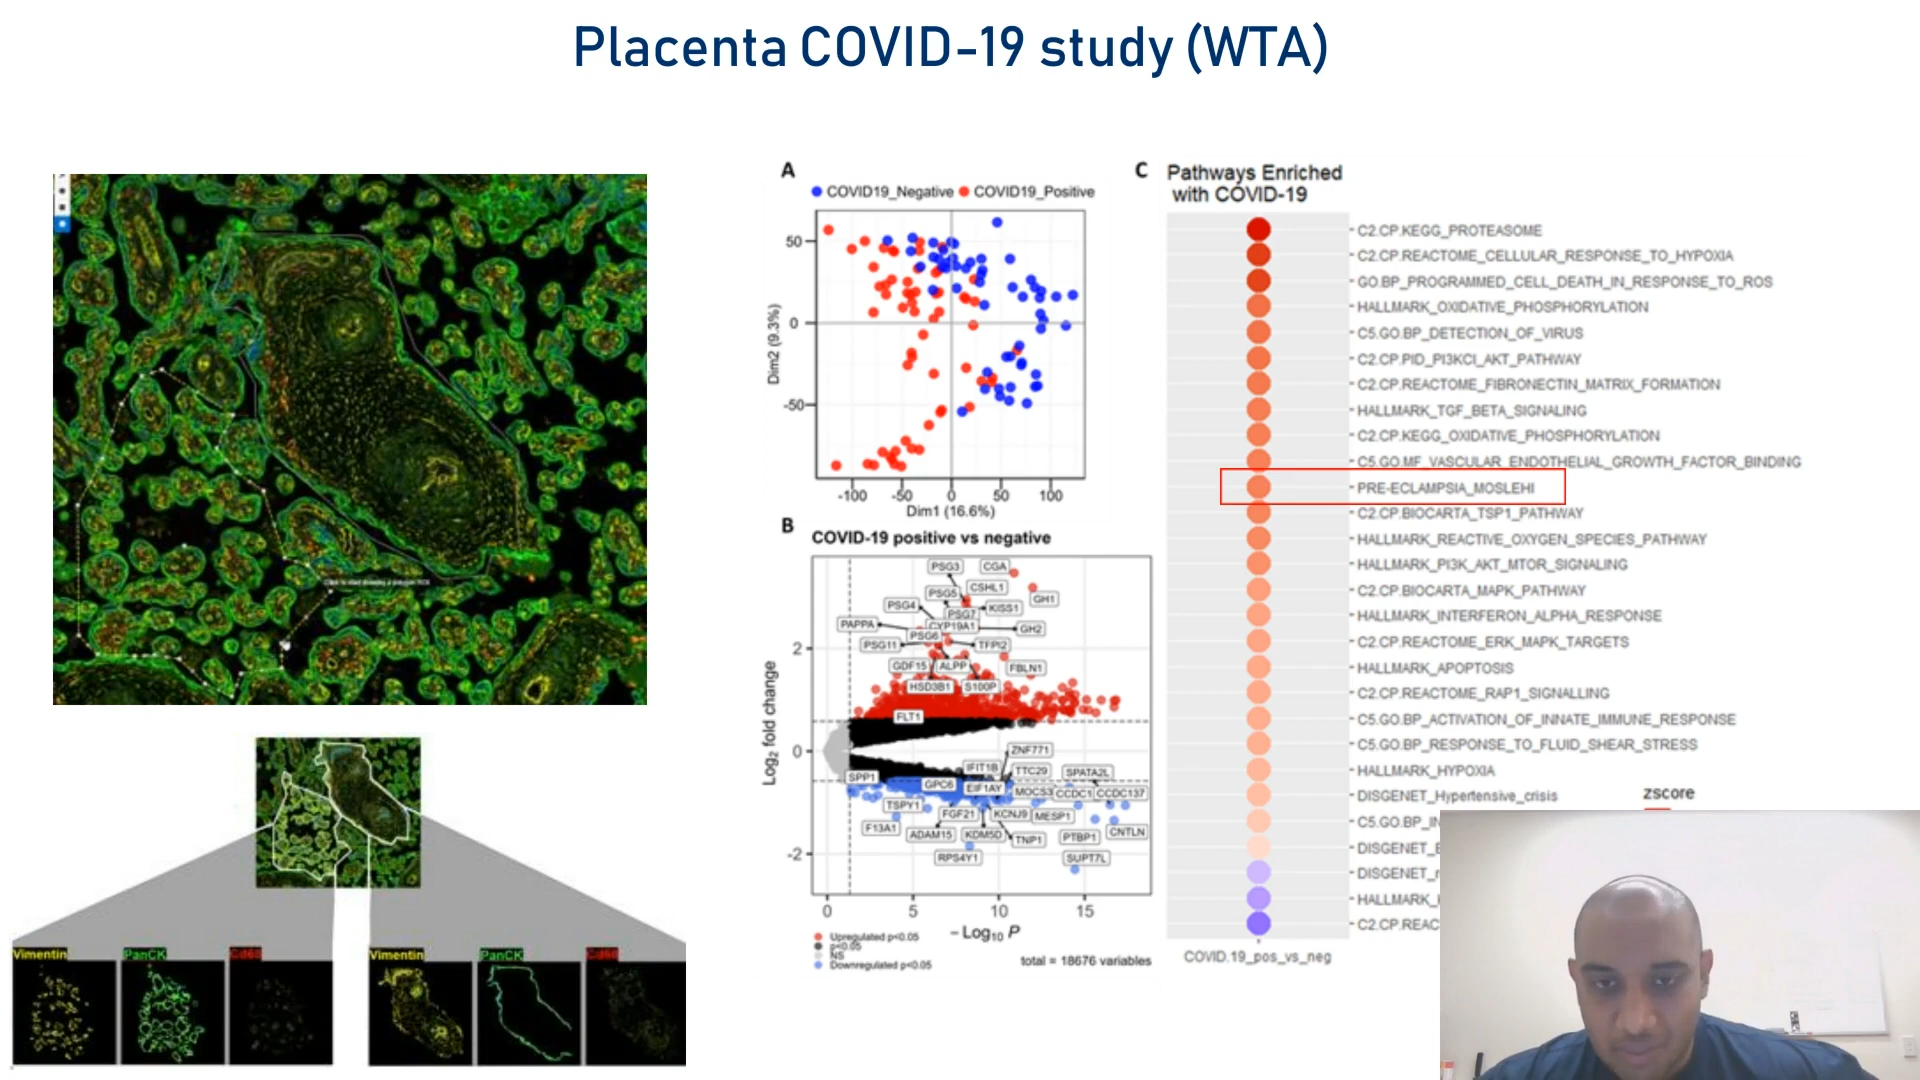 Placenta COVID-19 study (WTA)
Click to start drawing a polygon ROI
Vimentin
PanCK
Cd68
Vimentin
PanCK
Cd68
A
COVID19_Negative COVID19_Positive
50
0
-50
Dim2 (9.3%)
-100 -50 0 50 100
Dim1 (16.6%)
B
COVID-19 positive vs negative
PSG3 CGA
PSG5 CSHL1
PSG4 PSG7 KISS1 GH1
PAPPA CYP19A1 GH2
PSG6
PSG11 TFPI2
GDF15 ALPP FBLN1
HSD3B1 S100P
FLT1
ZNF771
IFIT1B TTC29 SPATA2L
SPP1
GPC6 EIF1AY MOCS3 CCDC1 CCDC137
TSPY1
FGF21 KCNJ9 MESP1
F13A1 ADAM15 KDM5D TNP1 PTBP1 CNTLN
RPS4Y1 SUPT7L
2
0
-2
Log2 fold change
0 5 10 15
– Log10 P
Upregulated p<0.05
p<0.05
NS
Downregulated p<0.05
total = 18676 variables
C
Pathways Enriched
with COVID-19
C2.CP.KEGG_PROTEASOME
C2.CP.REACTOME_CELLULAR_RESPONSE_TO_HYPOXIA
GO.BP_PROGRAMMED_CELL_DEATH_IN_RESPONSE_TO_ROS
HALLMARK_OXIDATIVE_PHOSPHORYLATION
C5.GO.BP_DETECTION_OF_VIRUS
C2.CP.PID_PI3KCI_AKT_PATHWAY
C2.CP.REACTOME_FIBRONECTIN_MATRIX_FORMATION
HALLMARK_TGF_BETA_SIGNALING
C2.CP.KEGG_OXIDATIVE_PHOSPHORYLATION
C5.GO.MF_VASCULAR_ENDOTHELIAL_GROWTH_FACTOR_BINDING
PRE-ECLAMPSIA_MOSLEHI
C2.CP.BIOCARTA_TSP1_PATHWAY
HALLMARK_REACTIVE_OXYGEN_SPECIES_PATHWAY
HALLMARK_PI3K_AKT_MTOR_SIGNALING
C2.CP.BIOCARTA_MAPK_PATHWAY
HALLMARK_INTERFERON_ALPHA_RESPONSE
C2.CP.REACTOME_ERK_MAPK_TARGETS
HALLMARK_APOPTOSIS
C2.CP.REACTOME_RAP1_SIGNALLING
C5.GO.BP_ACTIVATION_OF_INNATE_IMMUNE_RESPONSE
C5.GO.BP_RESPONSE_TO_FLUID_SHEAR_STRESS
HALLMARK_HYPOXIA
DISGENET_Hypertensive_crisis
C5.GO.BP_IN
DISGENET_E
DISGENET_r
HALLMARK_
C2.CP.REAC
zscore
COVID.19_pos_vs_neg